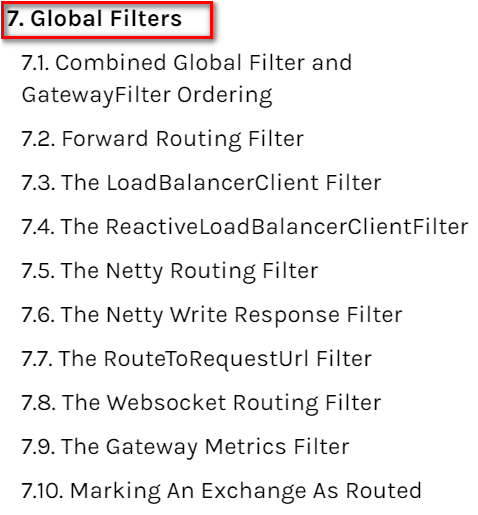 7. Global Filters
7.1. Combined Global Filter and
GatewayFilter Ordering
7.2. Forward Routing Filter
7.3. The LoadBalancerClient Filter
7.4. The ReactiveLoadBalancerClientFilter
7.5. The Netty Routing Filter
7.6. The Netty Write Response Filter
7.7. The RouteToRequestUrl Filter
7.8. The Websocket Routing Filter
7.9. The Gateway Metrics Filter
7.10. Marking An Exchange As Routed